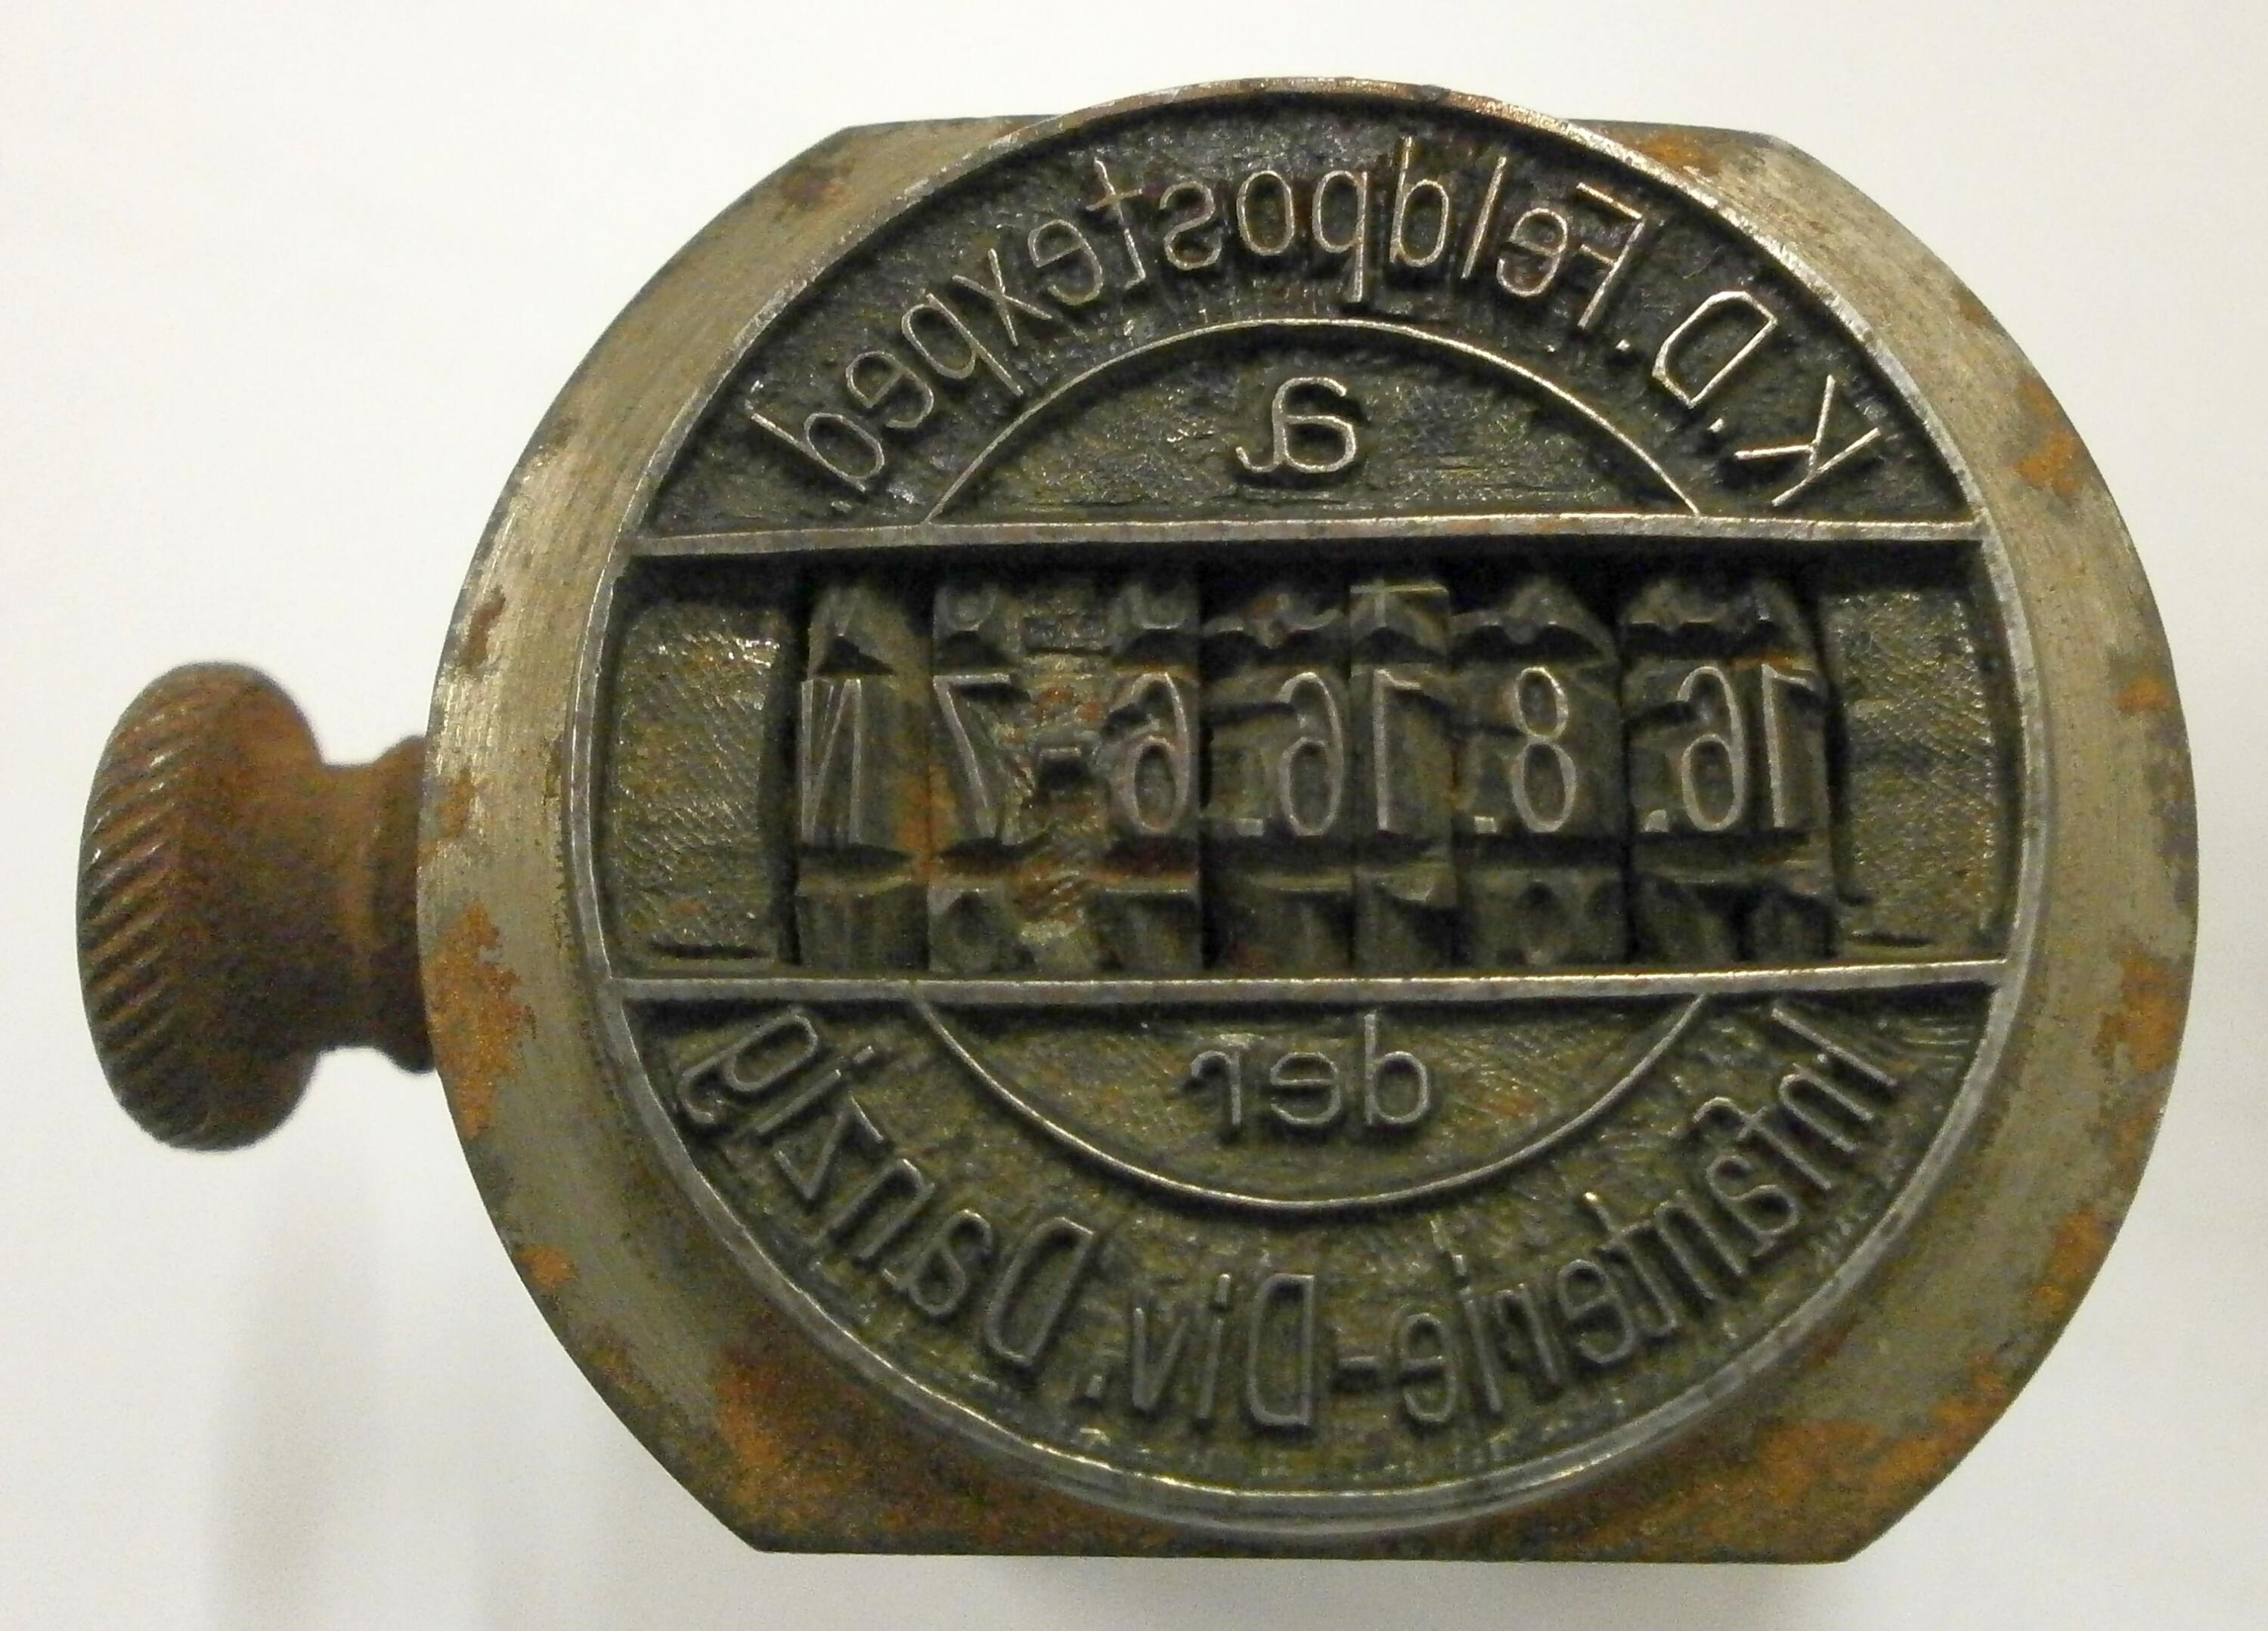 K.D.Feldpostexped.
a
16.8.16.6-7N
der
Infanterie-Div. Danzig